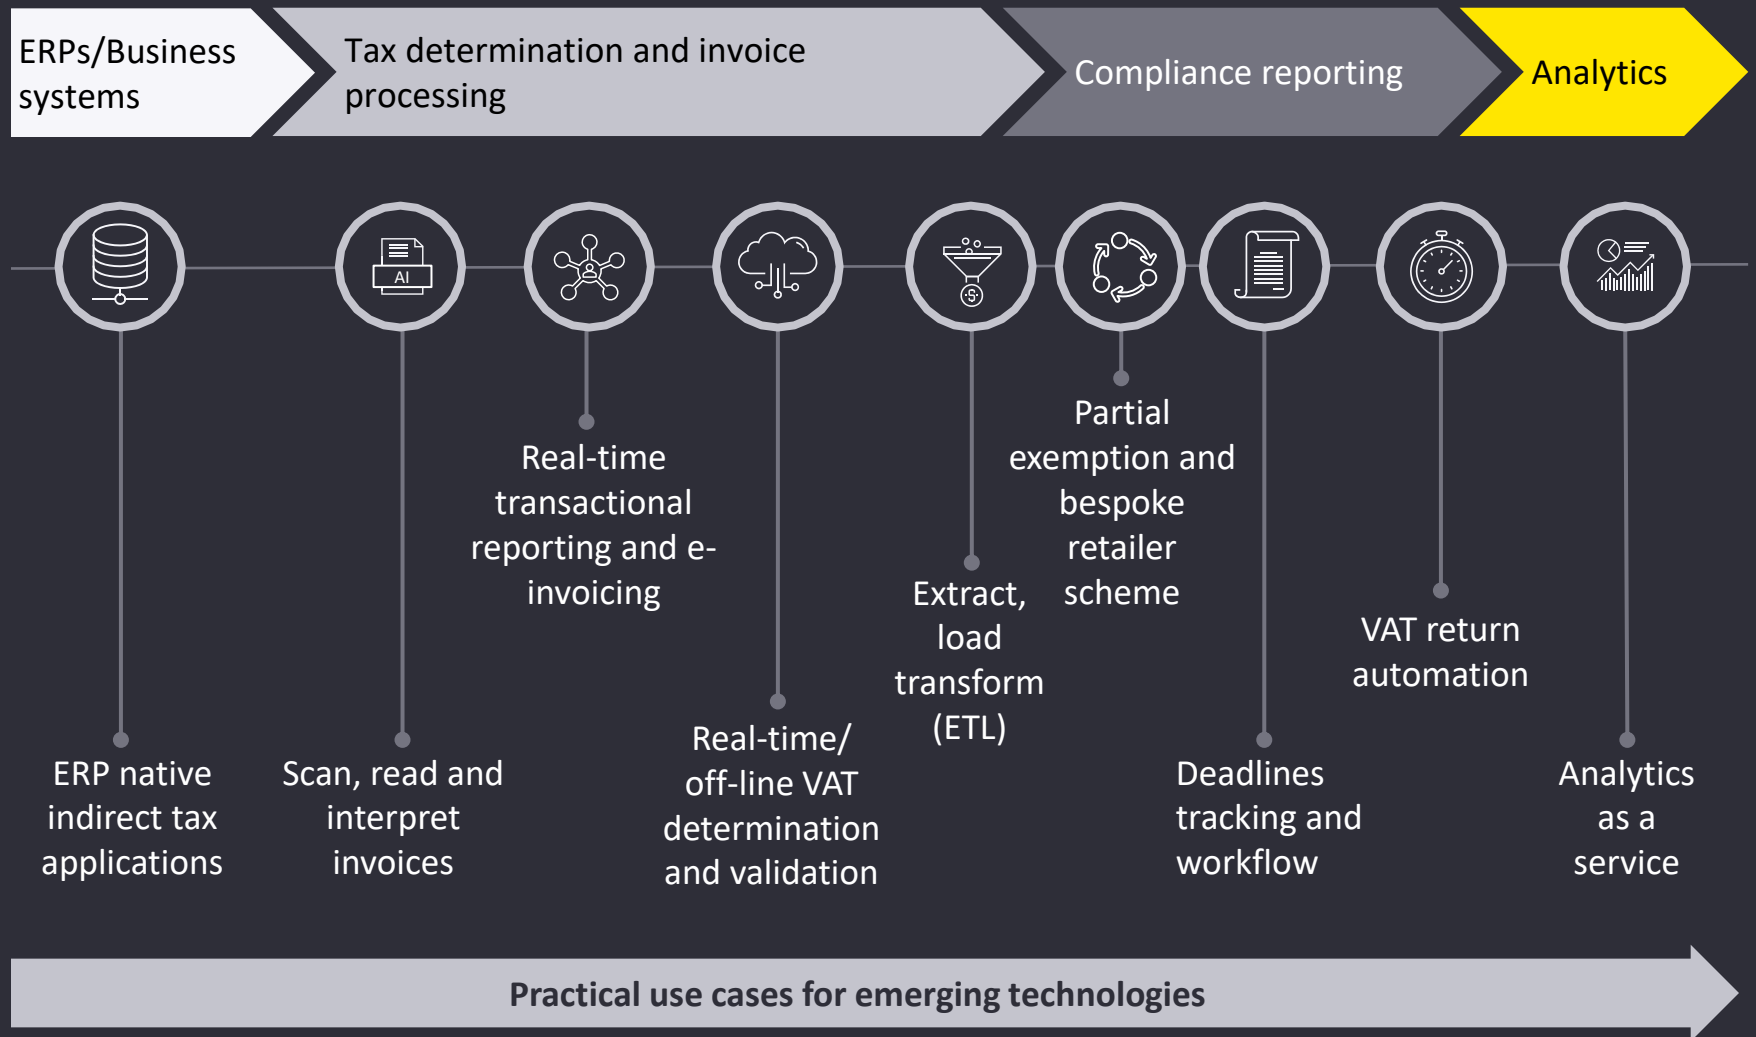 ERPs/Business
systems
Tax determination and invoice
processing
Compliance reporting
Analytics
AI
Real-time
transactional
reporting and e-
invoicing
Partial
exemption and
bespoke
retailer
scheme
Extract,
load
transform
(ETL)
VAT return
automation
ERP native
indirect tax
applications
Scan, read and
interpret
invoices
Real-time/
off-line VAT
determination
and validation
Deadlines
tracking and
workflow
Analytics
as a
service
Practical use cases for emerging technologies